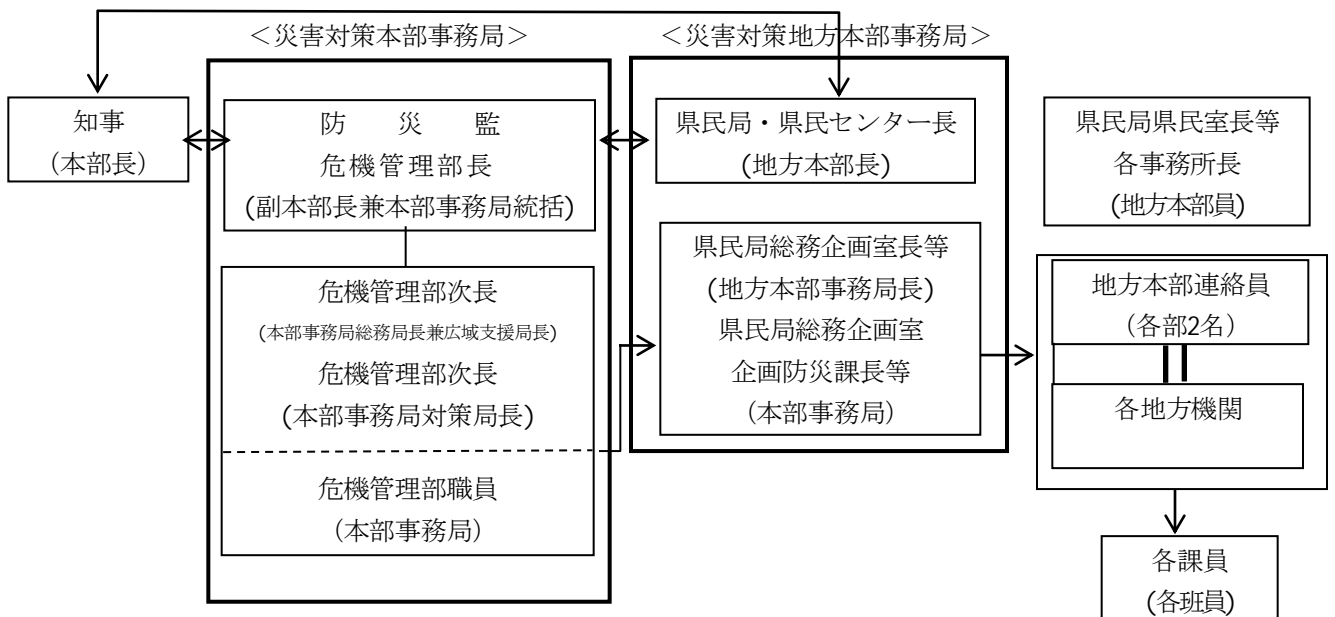 ＜災害対策本部事務局＞
＜災害対策地方本部事務局＞
知事
（本部長）
防　災　監
危機管理部長
(副本部長兼本部事務局統括)
県民局・県民センター長
(地方本部長)
県民局県民室長等
各事務所長
(地方本部員)
危機管理部次長
(本部事務局総務局長兼広域支援局長)
危機管理部次長
(本部事務局対策局長)
危機管理部職員
（本部事務局）
県民局総務企画室長等
(地方本部事務局長)
県民局総務企画室
企画防災課長等
（本部事務局）
地方本部連絡員
（各部2名）
各地方機関
各課員
(各班員)